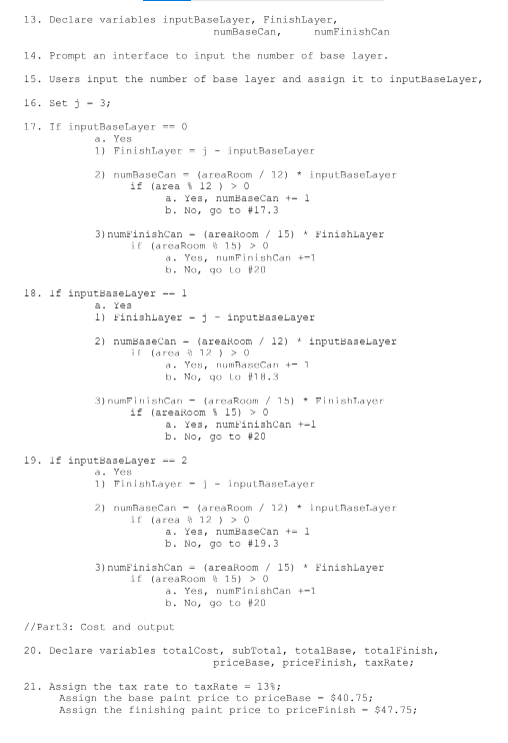 13. Declare variables inputBaseLayer, FinishLayer,
numBaseCan, numFinishCan
14. Prompt an interface to input the number of base layer.
15. Users input the number of base layer and assign it to inputBaseLayer,
16. Set j = 3;
17. If inputBaseLayer == 0
a. Yes
1) FinishLayer = j - inputBaseLayer
2) numBaseCan = (areaRoom / 12) * inputBaseLayer
if (area % 12 ) > 0
a. Yes, numBaseCan += 1
b. No, go to #17.3
3)numFinishCan = (areaRoom / 15) * FinishLayer
if (areaRoom % 15) > 0
a. Yes, numFinishCan +=1
b. No, go to #20
18. If inputBaseLayer == 1
a. Yes
1) FinishLayer = j - inputBaseLayer
2) numBaseCan = (areaRoom / 12) * inputBaseLayer
if (area % 12 ) > 0
a. Yes, numBaseCan += 1
b. No, go to #18.3
3)numFinishCan = (areaRoom / 15) * FinishLayer
if (areaRoom % 15) > 0
a. Yes, numFinishCan +=1
b. No, go to #20
19. If inputBaseLayer == 2
a. Yes
1) FinishLayer = j - inputBaseLayer
2) numBaseCan = (areaRoom / 12) * inputBaseLayer
if (area % 12 ) > 0
a. Yes, numBaseCan += 1
b. No, go to #19.3
3)numFinishCan = (areaRoom / 15) * FinishLayer
if (areaRoom % 15) > 0
a. Yes, numFinishCan +=1
b. No, go to #20
//Part3: Cost and output
20. Declare variables totalCost, subTotal, totalBase, totalFinish,
priceBase, priceFinish, taxRate;
21. Assign the tax rate to taxRate = 13%;
Assign the base paint price to priceBase = $40.75;
Assign the finishing paint price to priceFinish = $47.75;